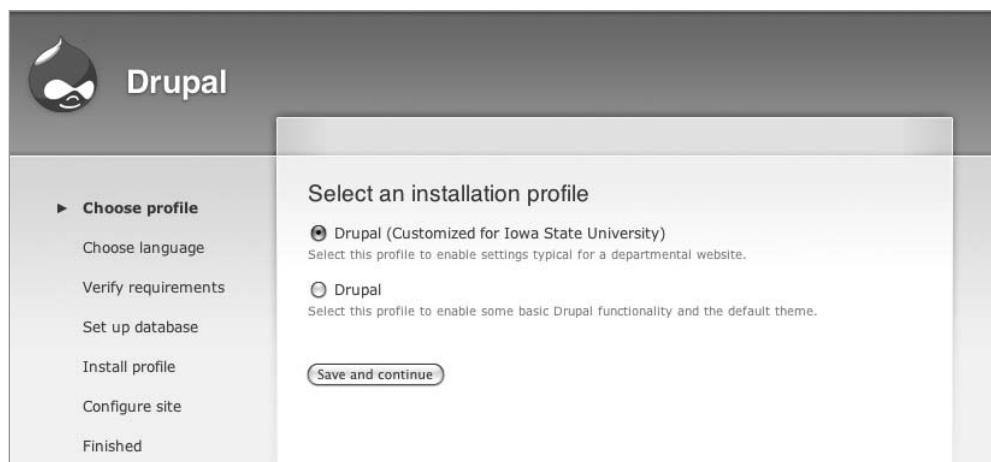 Drupal
Choose profile
Choose language
Verify requirements
Set up database
Install profile
Configure site
Finished
Select an installation profile
Drupal (Customized for Iowa State University)
Select this profile to enable settings typical for a departmental website.
Drupal
Select this profile to enable some basic Drupal functionality and the default theme.
Save and continue